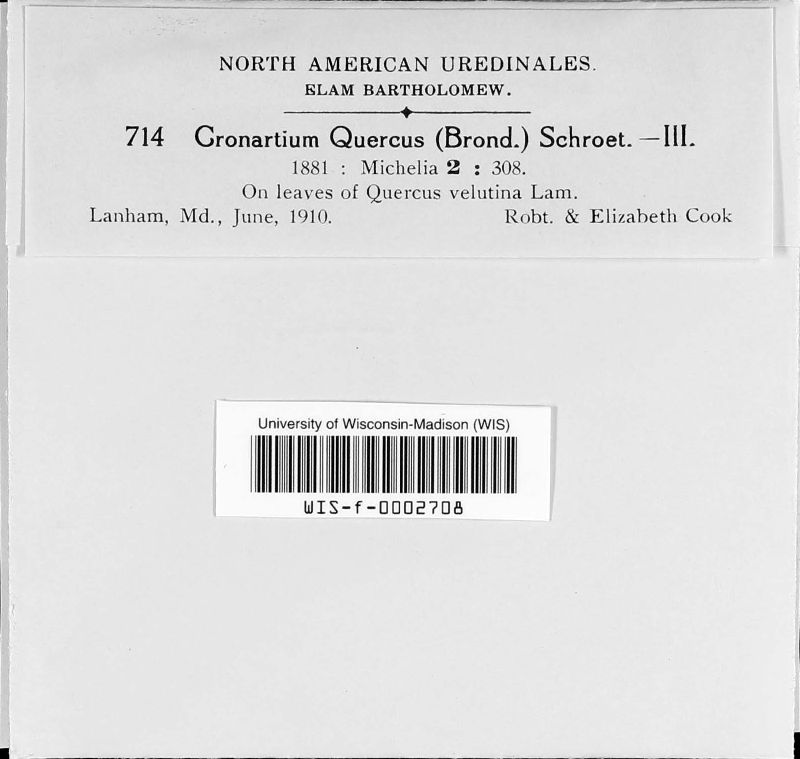 NORTH AMERICAN UREDINALES.
ELAM BARTHOLOMEW.
714 Cronartium Quercus (Brond.) Schroet. —III.
1881 : Michelia 2 : 308.
On leaves of Quercus velutina Lam.
Lanham, Md., June, 1910. Robt. & Elizabeth Cook
University of Wisconsin-Madison (WIS)
WIS-f-0002708